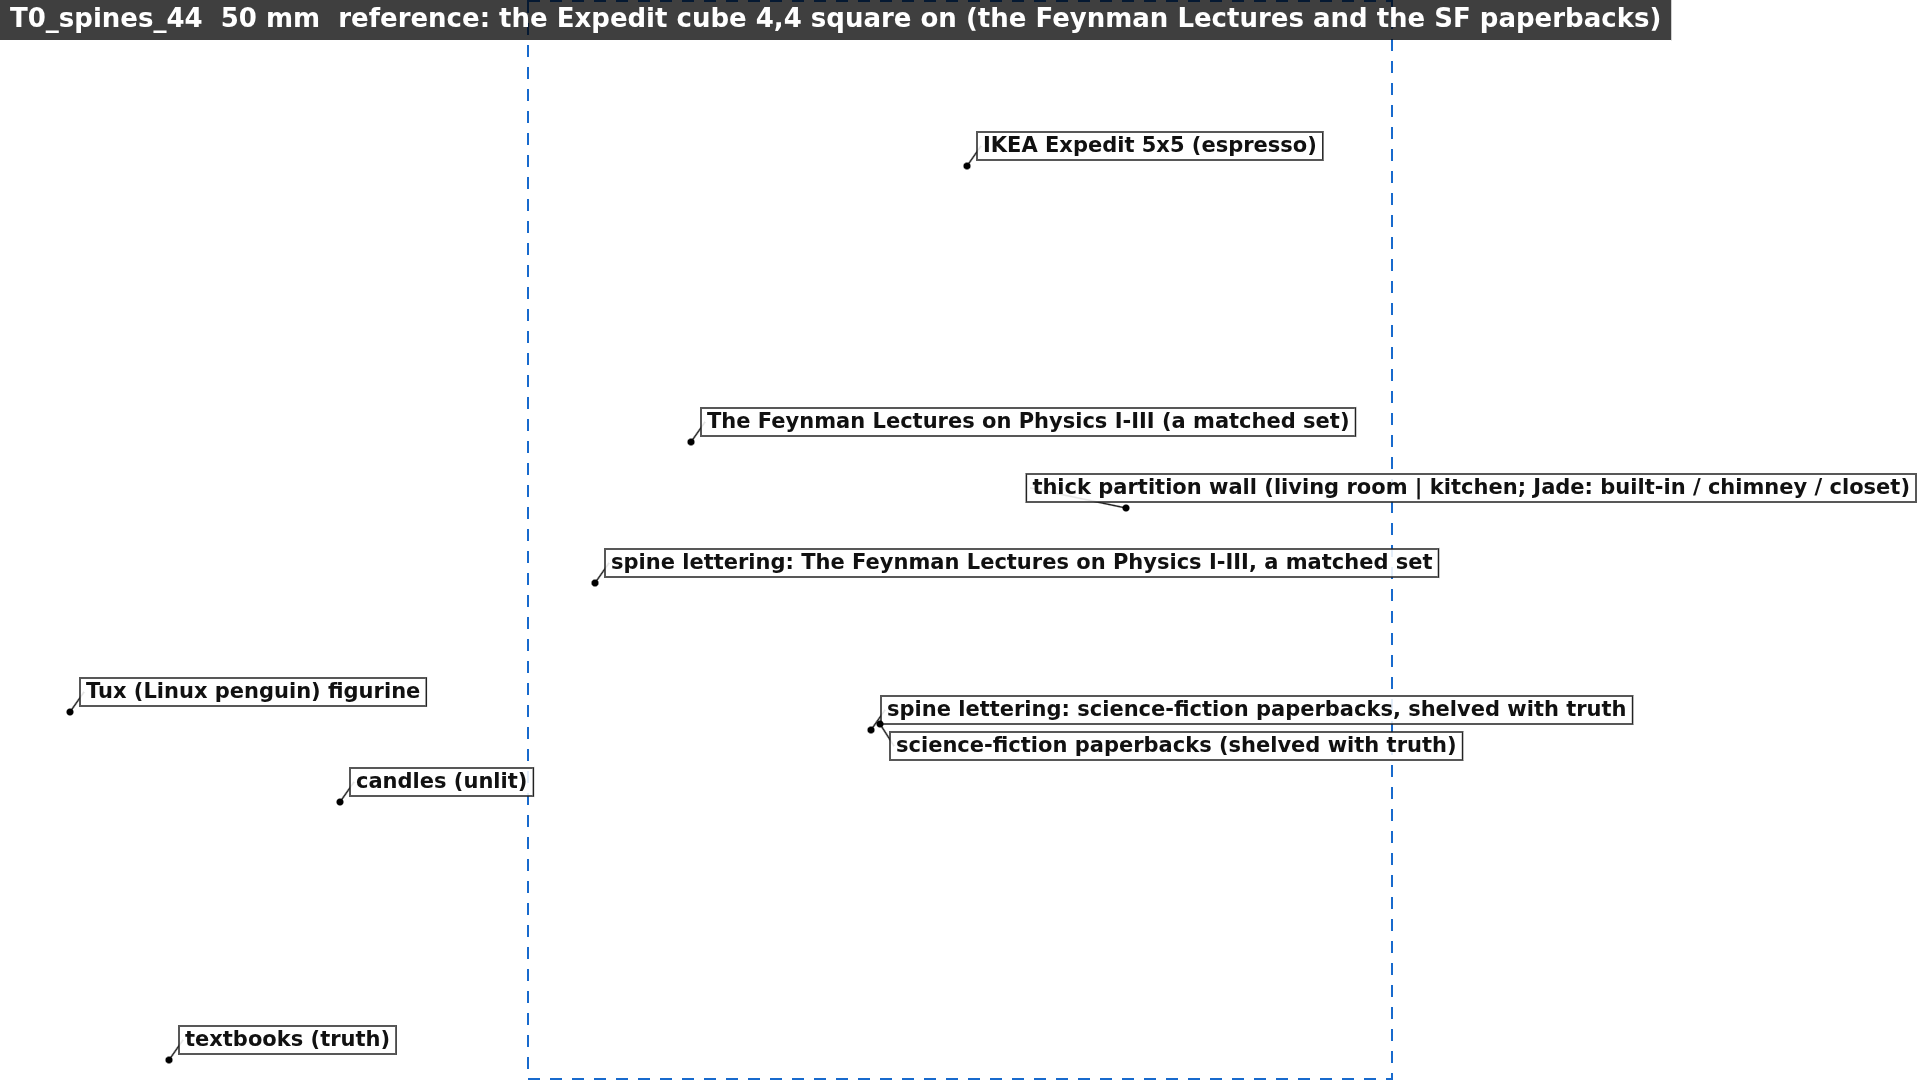 T0_spines_44  50 mm  reference: the Expedit cube 4,4 square on (the Feynman Lectures and the SF paperbacks)
IKEA Expedit 5x5 (espresso)
The Feynman Lectures on Physics I-III (a matched set)
thick partition wall (living room | kitchen; Jade: built-in / chimney / closet)
spine lettering: The Feynman Lectures on Physics I-III, a matched set
Tux (Linux penguin) figurine
spine lettering: science-fiction paperbacks, shelved with truth
science-fiction paperbacks (shelved with truth)
candles (unlit)
textbooks (truth)